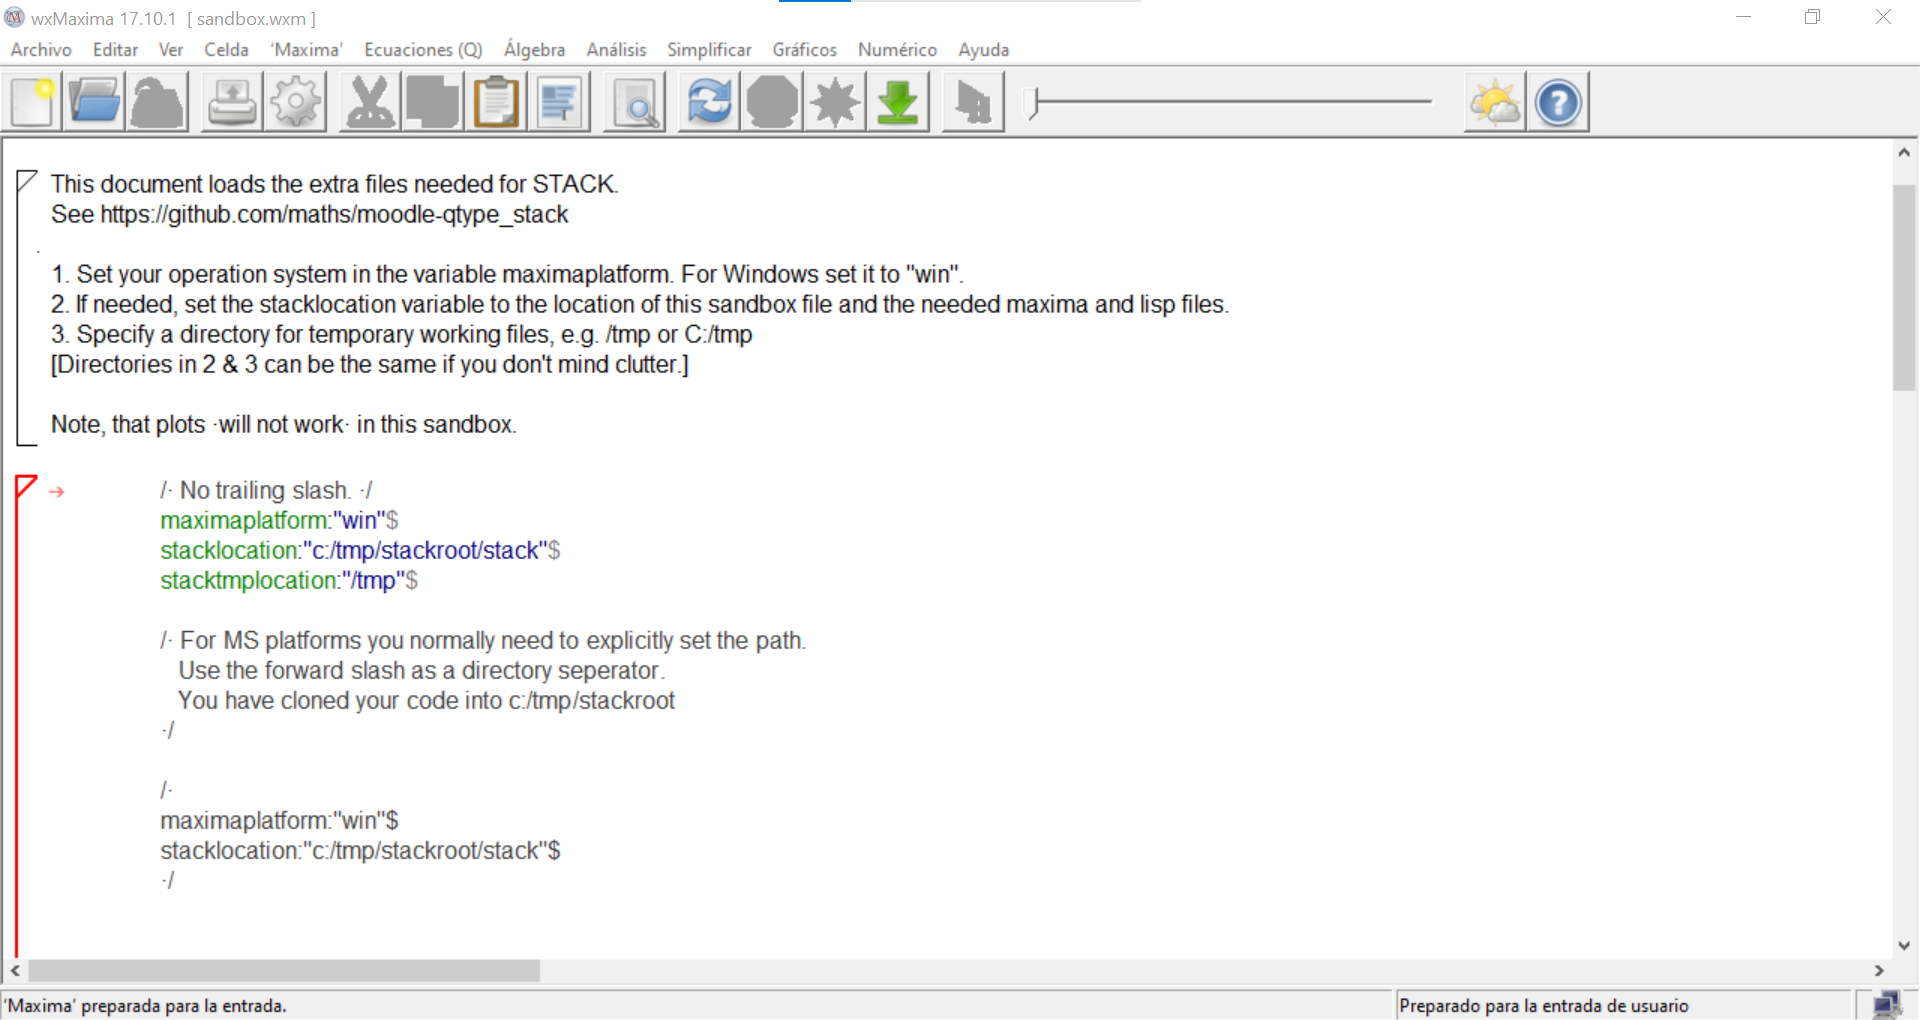 wxMaxima 17.10.1 [ sandbox.wxm ]
Archivo Editar Ver Celda 'Maxima' Ecuaciones (Q) Álgebra Análisis Simplificar Gráficos Numérico Ayuda
This document loads the extra files needed for STACK.
See https://github.com/maths/moodle-qtype_stack
1. Set your operation system in the variable maximaplatform. For Windows set it to "win".
2. If needed, set the stacklocation variable to the location of this sandbox file and the needed maxima and lisp files.
3. Specify a directory for temporary working files, e.g. /tmp or C:/tmp
[Directories in 2 & 3 can be the same if you don't mind clutter.]
Note, that plots ·will not work· in this sandbox.
/· No trailing slash. ·/
maximaplatform:"win"$
stacklocation:"c:/tmp/stackroot/stack"$
stacktmplocation:"/tmp"$
/· For MS platforms you normally need to explicitly set the path.
Use the forward slash as a directory seperator.
You have cloned your code into c:/tmp/stackroot
·/
/·
maximaplatform:"win"$
stacklocation:"c:/tmp/stackroot/stack"$
·/
'Maxima' preparada para la entrada.
Preparado para la entrada de usuario